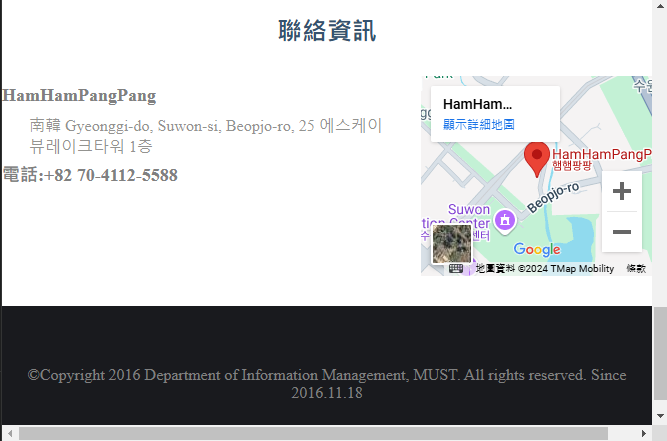 聯絡資訊
HamHamPangPang
南韓 Gyeonggi-do, Suwon-si, Beopjo-ro, 25 에스케이
뷰레이크타워 1층
電話:+82 70-4112-5588
Park
HamHam...
顯示詳細地圖
HamHamPangP
햄햄팡팡
Beopjo-ro
Suwon
tion Center
Google
地圖資料 ©2024 TMap Mobility
條款
©Copyright 2016 Department of Information Management, MUST. All rights reserved. Since
2016.11.18